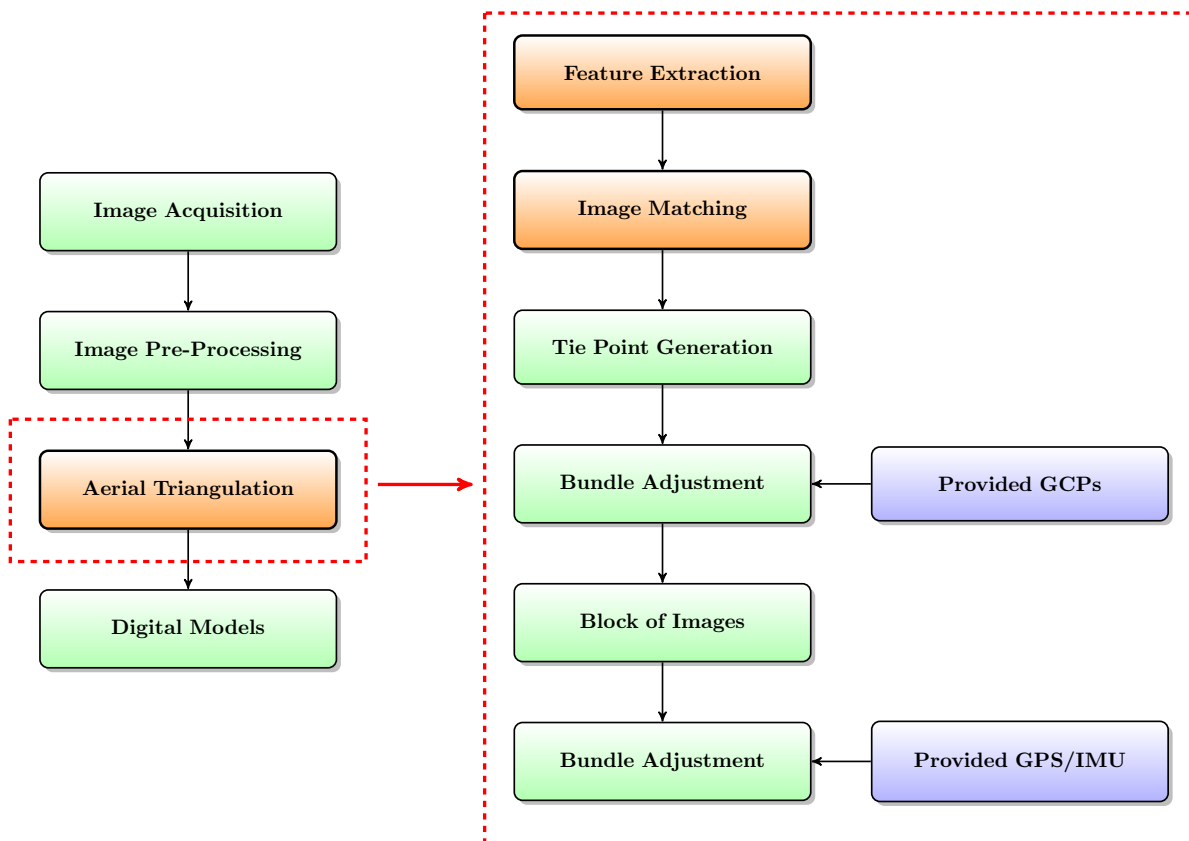 Image Acquisition
Image Pre-Processing
Aerial Triangulation
Digital Models
Feature Extraction
Image Matching
Tie Point Generation
Bundle Adjustment
Provided GCPs
Block of Images
Bundle Adjustment
Provided GPS/IMU